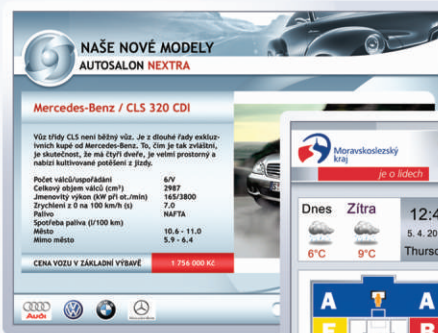 NAŠE NOVÉ MODELY
AUTOSALON NEXTRA
Mercedes-Benz / CLS 320 CDI
Vůz třídy CLS není běžný vůz. Je z dlouhé řady exkluz-
ivních kupé od Mercedes-Benz. To, čím je tak zvláštní,
je skutečnost, že má čtyři dveře, je velmi prostorný a
nabízí kultivované potěšení z jízdy.
Počet válců/uspořádání 6/V
Celkový objem válců (cm³) 2987
Jmenovitý výkon (kW při ot./min) 165/3800
Zrychlení z 0 na 100 km/h (s) 7.0
Palivo NAFTA
Spotřeba paliva (l/100 km)
Město 10.6 - 11.0
Mimo město 5.9 - 6.4
CENA VOZU V ZÁKLADNÍ VÝBAVĚ 1 756 000 Kč
Audi
Moravskoslezský
kraj
je o lidech
Dnes Zítra
12:4
5. 4. 20
Thursd
6°C 9°C
A A
E B